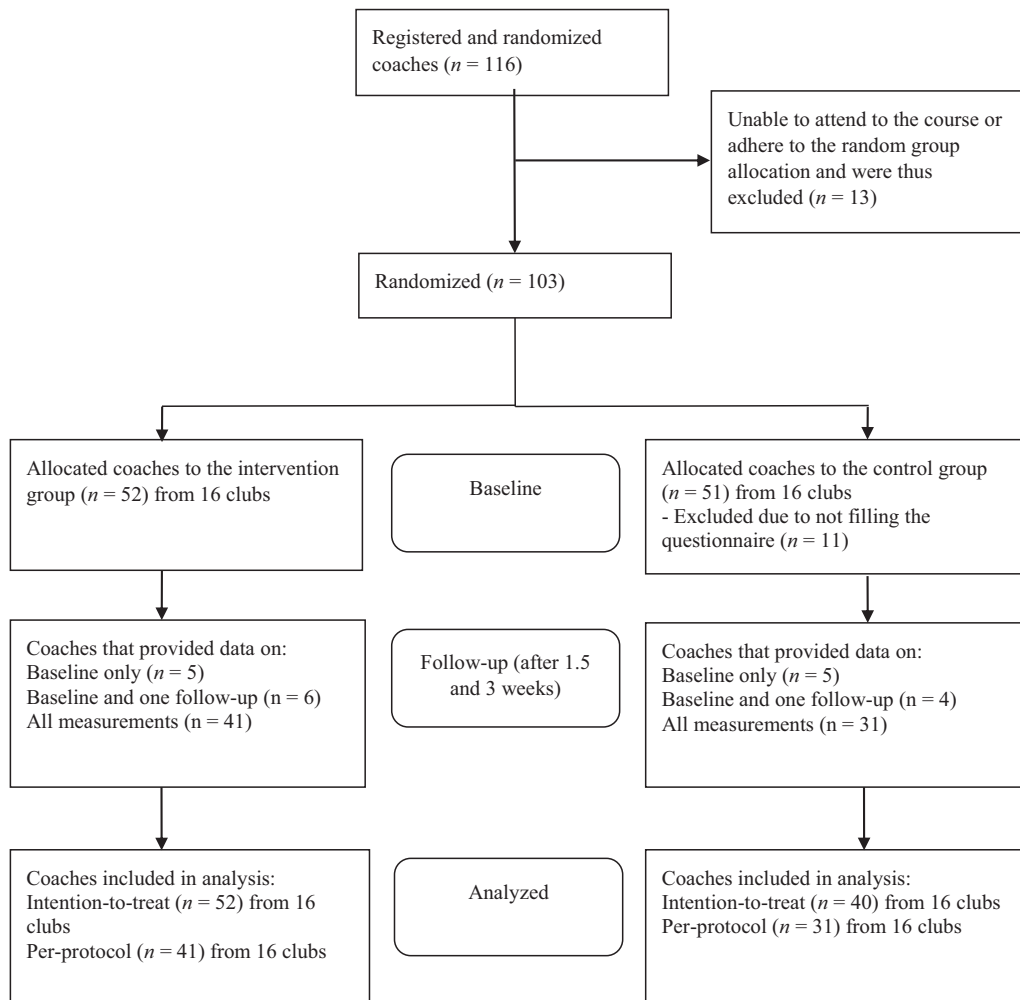 Registered and randomized
coaches (n = 116)
Unable to attend to the course or
adhere to the random group
allocation and were thus
excluded (n = 13)
Randomized (n = 103)
Allocated coaches to the intervention
group (n = 52) from 16 clubs
Baseline
Allocated coaches to the control group
(n = 51) from 16 clubs
- Excluded due to not filling the
questionnaire (n = 11)
Coaches that provided data on:
Baseline only (n = 5)
Baseline and one follow-up (n = 6)
All measurements (n = 41)
Follow-up (after 1.5
and 3 weeks)
Coaches that provided data on:
Baseline only (n = 5)
Baseline and one follow-up (n = 4)
All measurements (n = 31)
Coaches included in analysis:
Intention-to-treat (n = 52) from 16
clubs
Per-protocol (n = 41) from 16 clubs
Analyzed
Coaches included in analysis:
Intention-to-treat (n = 40) from 16 clubs
Per-protocol (n = 31) from 16 clubs